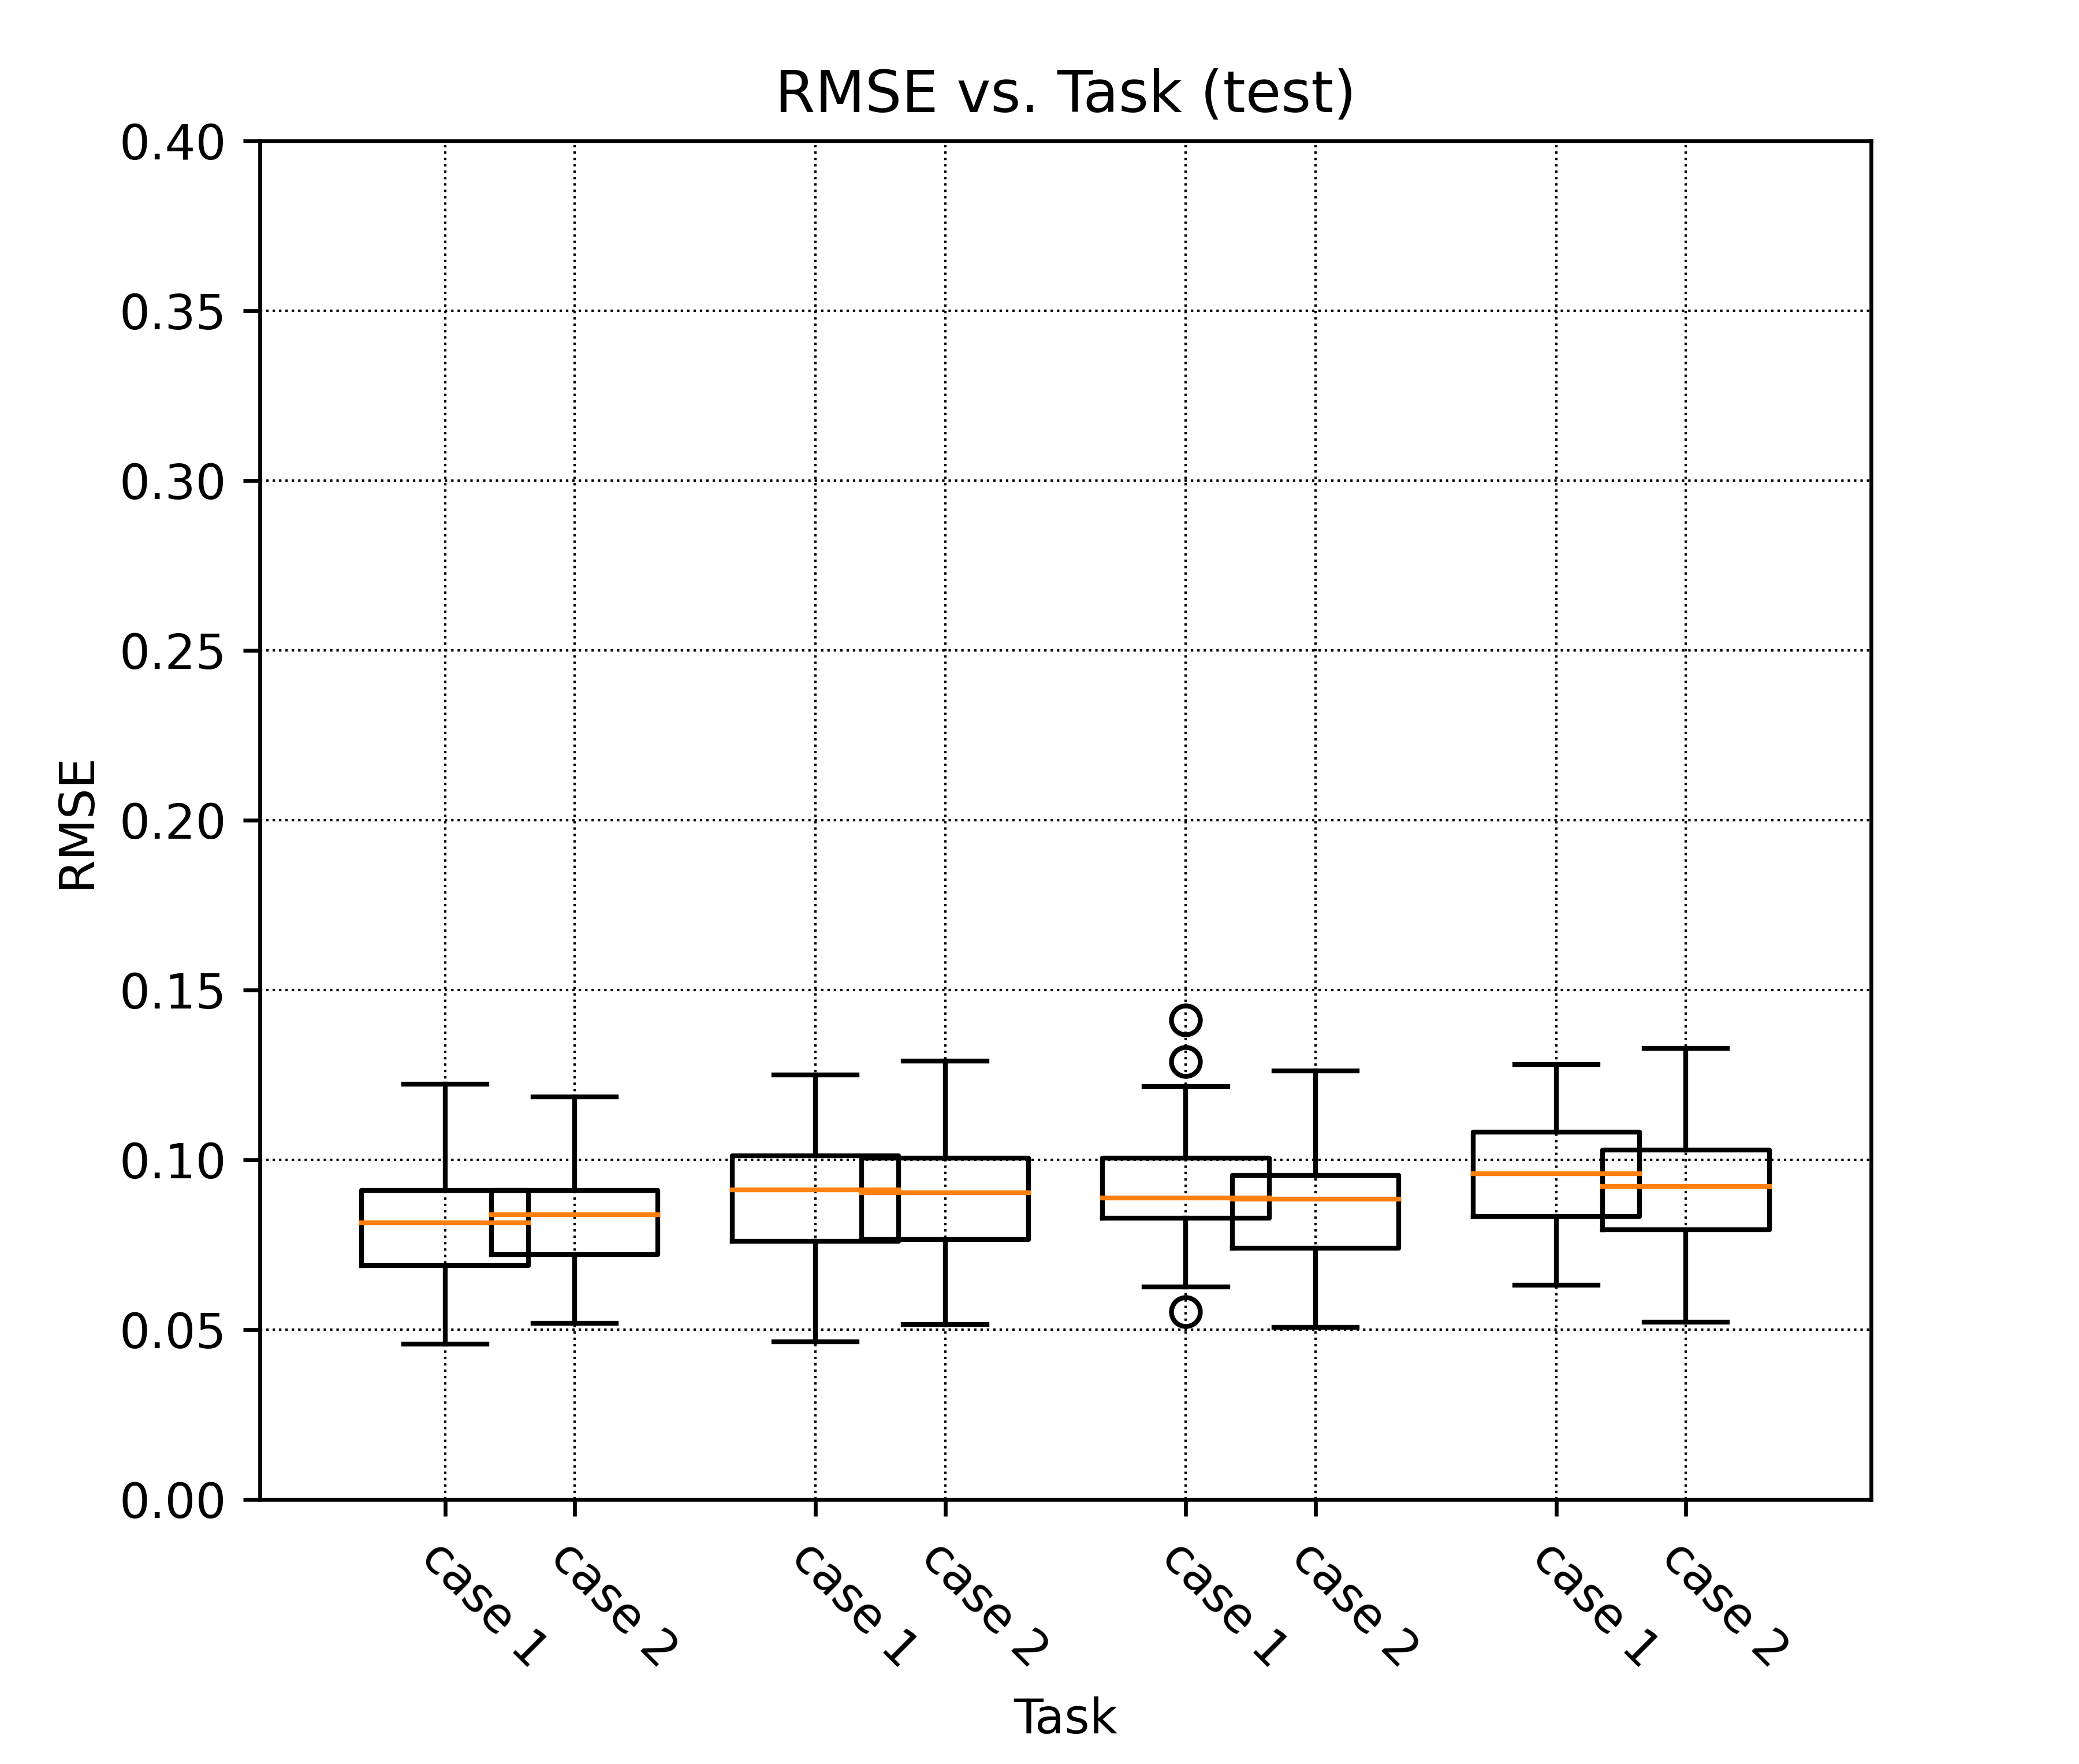 RMSE vs. Task (test)
0.40
0.35
0.30
0.25
0.20
0.15
0.10
0.05
0.00
RMSE
case 1
case 2
case 1
case 2
case 1
case 2
case 1
case 2
Task